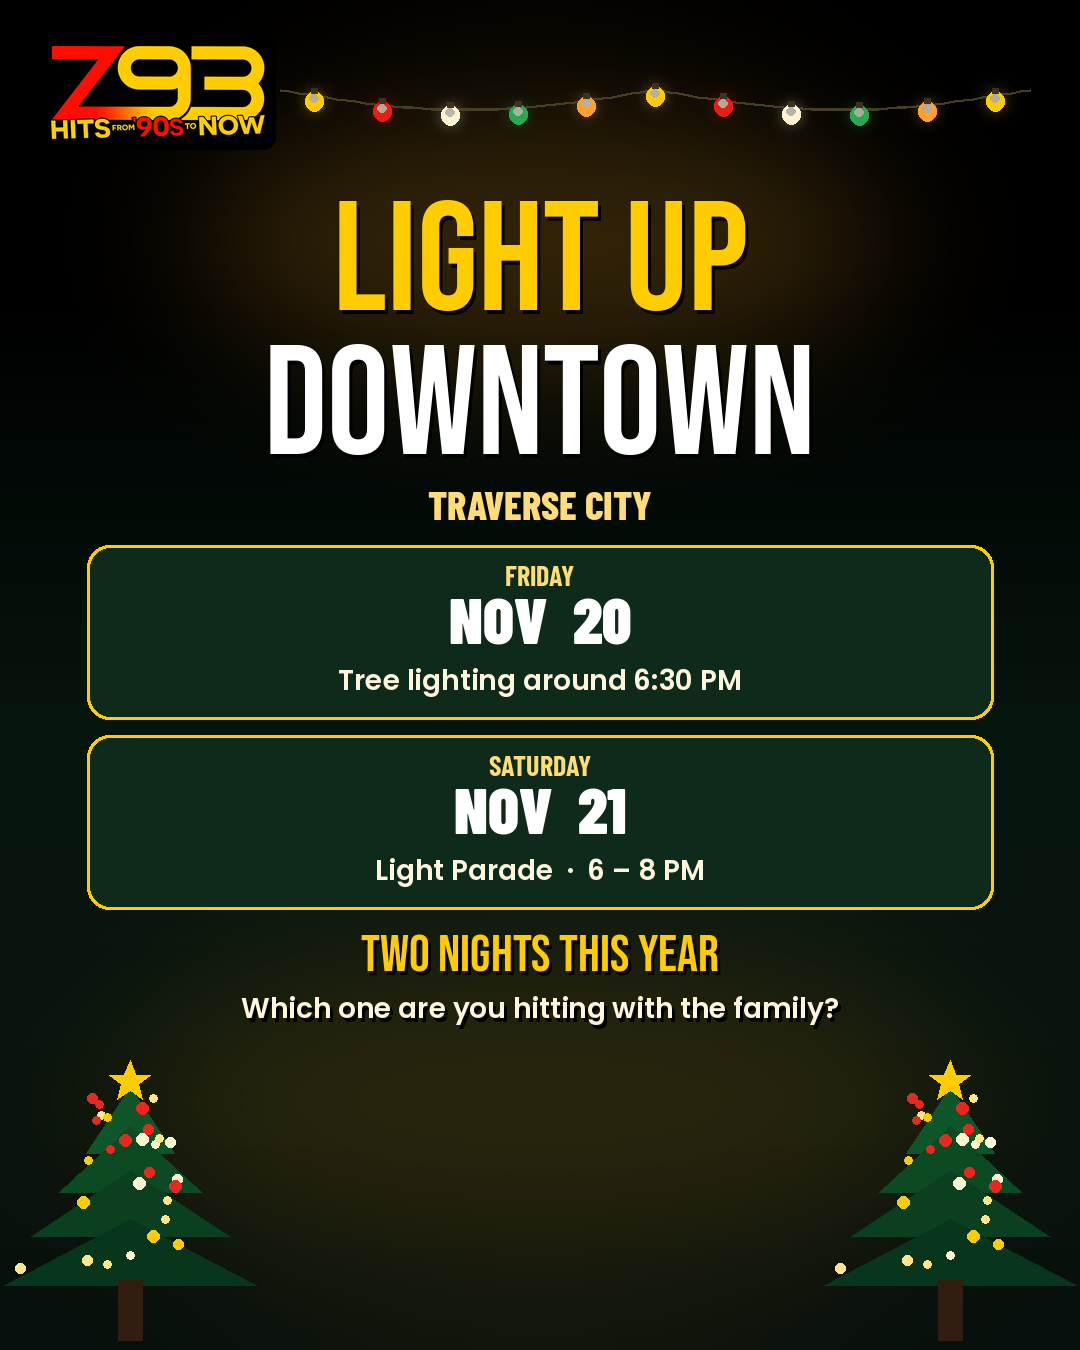 Z93
HITS FROM '90S TO NOW
LIGHT UP
DOWNTOWN
TRAVERSE CITY
FRIDAY
NOV 20
Tree lighting around 6:30 PM
SATURDAY
NOV 21
Light Parade · 6 – 8 PM
TWO NIGHTS THIS YEAR
Which one are you hitting with the family?